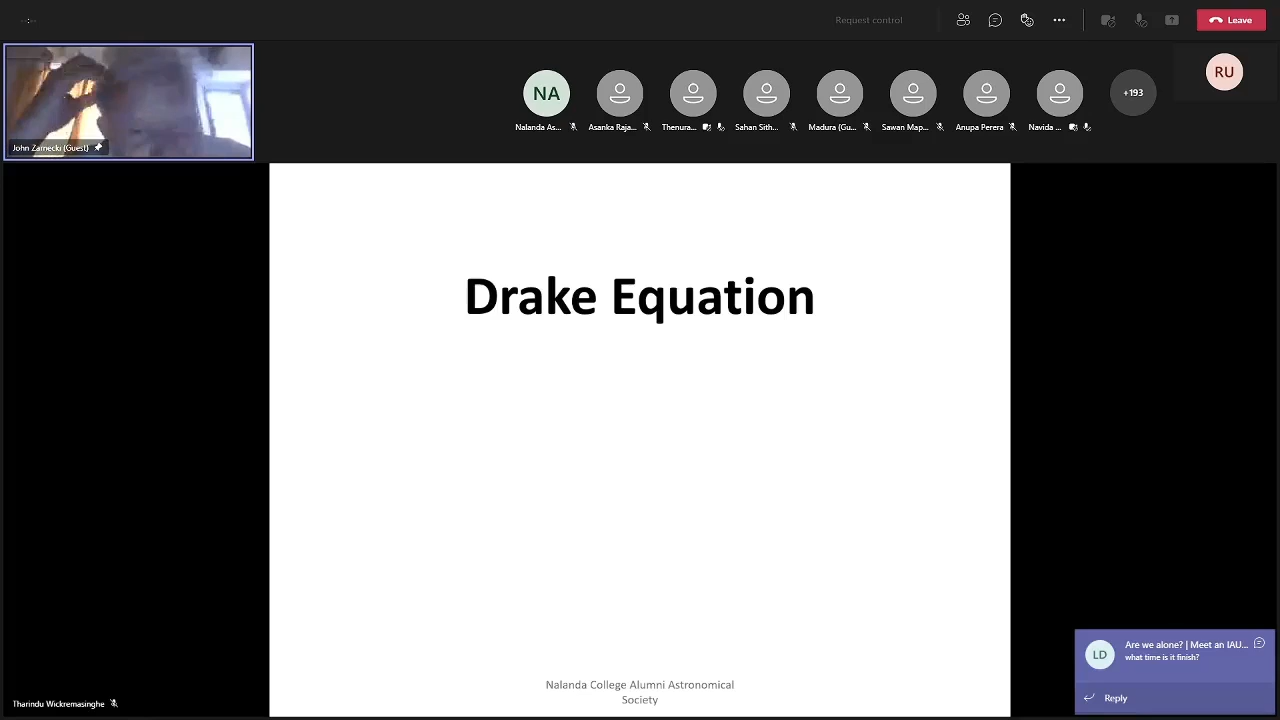 Request control
Leave
RU
NA
+193
Nalanda As...
Asanka Raja...
Thenura...
Sahan Sith...
Madura (Gu...
Sawan Map...
Anupa Perera
Navida ...
John Zarnecki (Guest)
Drake Equation
LD
Are we alone? | Meet an IAU...
what time is it finish?
Reply
Nalanda College Alumni Astronomical
Society
Tharindu Wickremasinghe